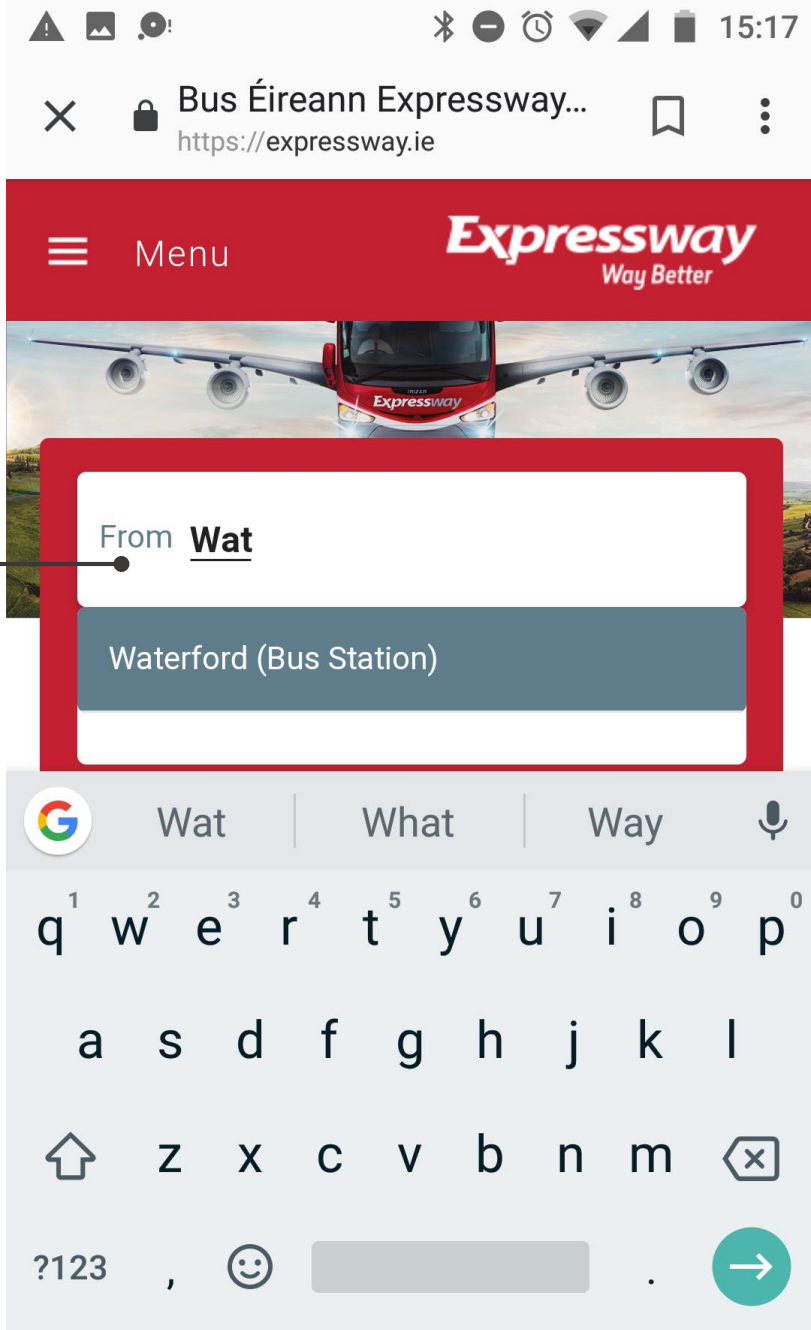 15:17
Bus Éireann Expressway...
https://expressway.ie
Menu
Expressway
Way Better
IRIZAR
Expressway
From Wat
Waterford (Bus Station)
G Wat What Way
1 2 3 4 5 6 7 8 9 0
q w e r t y u i o p
a s d f g h j k l
z x c v b n m
?123 , .